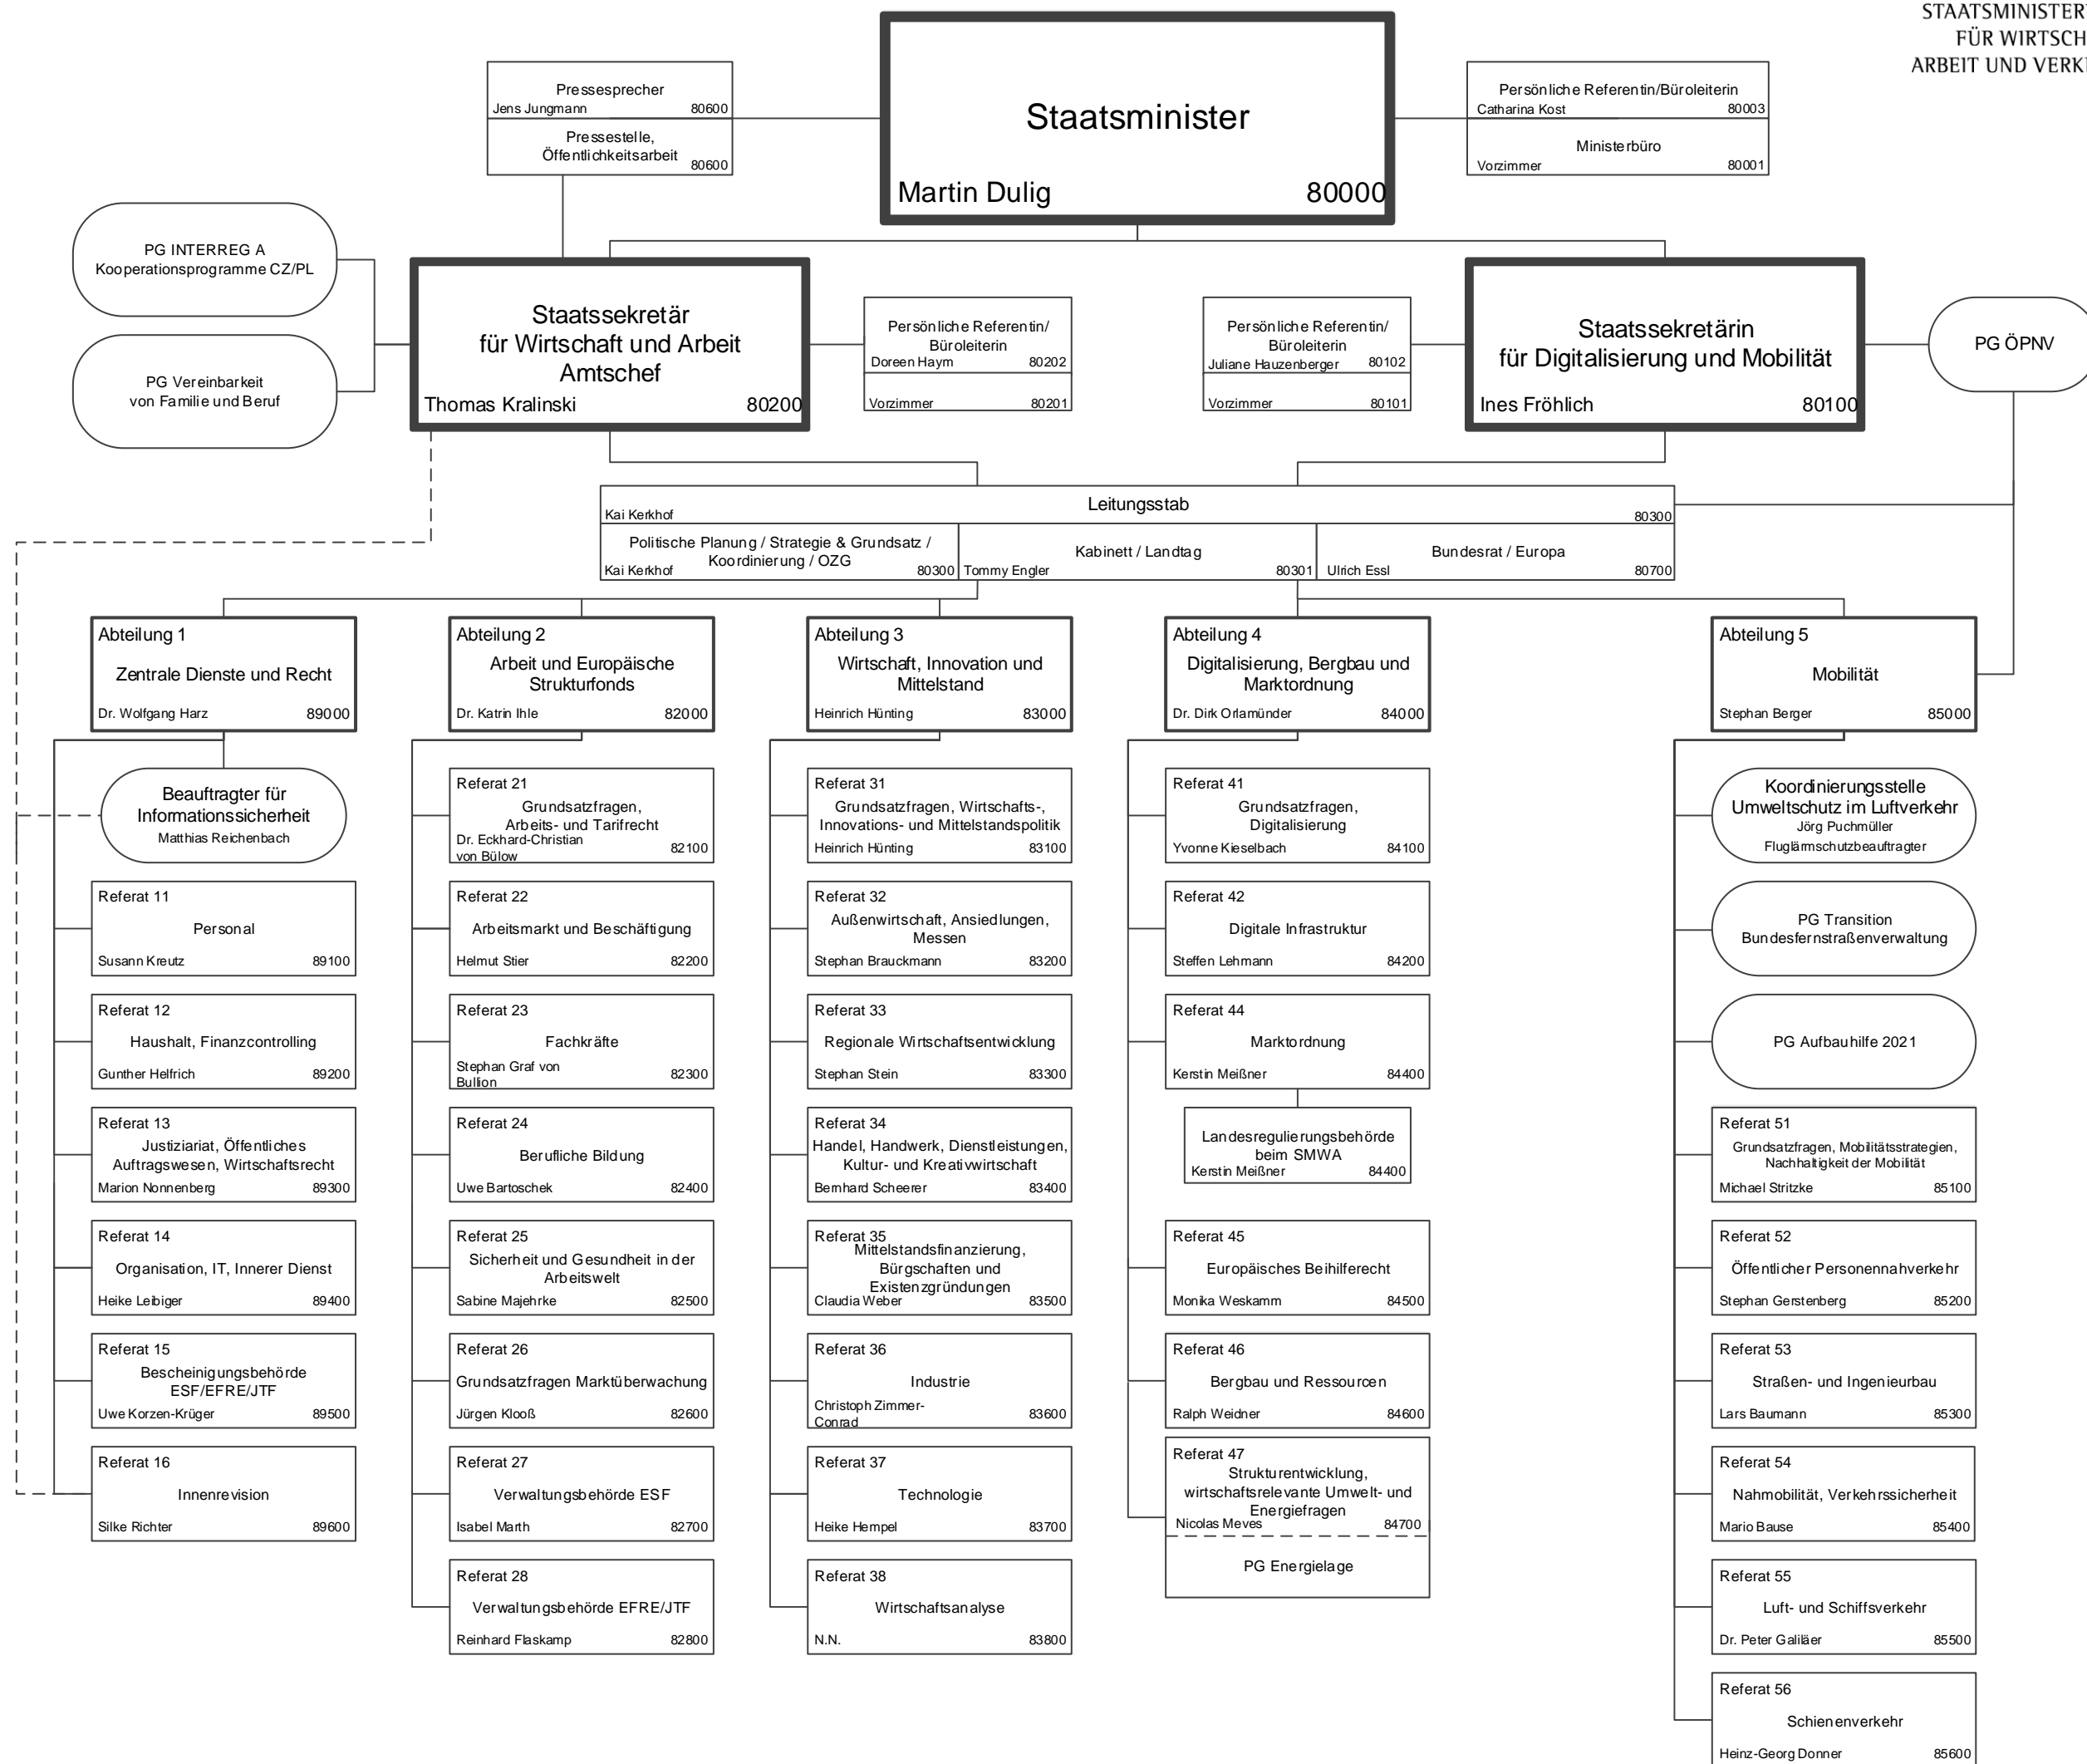 STAATSMINISTER
FÜR WIRTSCH
ARBEIT UND VERK
Pressesprecher
Jens Jungmann 80600
Pressestelle,
Öffentlichkeitsarbeit
80600
Staatsminister
Martin Dulig 80000
Persönliche Referentin/Büroleiterin
Catharina Kost 80003
Ministerbüro
Vorzimmer 80001
PG INTERREG A
Kooperationsprogramme CZ/PL
PG Vereinbarkeit
von Familie und Beruf
Staatssekretär
für Wirtschaft und Arbeit
Amtschef
Thomas Kralinski 80200
Persönliche Referentin/
Büroleiterin
Doreen Haym 80202
Vorzimmer 80201
Persönliche Referentin/
Büroleiterin
Juliane Hauzenberger 80102
Vorzimmer 80101
Staatssekretärin
für Digitalisierung und Mobilität
Ines Fröhlich 80100
PG ÖPNV
Leitungsstab
Kai Kerkhof 80300
Politische Planung / Strategie & Grundsatz /
Koordinierung / OZG
Kai Kerkhof 80300
Kabinett / Landtag
Tommy Engler 80301
Bundesrat / Europa
Ulrich Essl 80700
Abteilung 1
Zentrale Dienste und Recht
Dr. Wolfgang Harz 89000
Beauftragter für
Informationssicherheit
Matthias Reichenbach
Referat 11
Personal
Susann Kreutz 89100
Referat 12
Haushalt, Finanzcontrolling
Gunther Helfrich 89200
Referat 13
Justiziariat, Öffentliches
Auftragswesen, Wirtschaftsrecht
Marion Nonnenberg 89300
Referat 14
Organisation, IT, Innerer Dienst
Heike Leibiger 89400
Referat 15
Bescheinigungsbehörde
ESF/EFRE/JTF
Uwe Korzen-Krüger 89500
Referat 16
Innenrevision
Silke Richter 89600
Abteilung 2
Arbeit und Europäische
Strukturfonds
Dr. Katrin Ihle 82000
Referat 21
Grundsatzfragen,
Arbeits- und Tarifrecht
Dr. Eckhard-Christian
von Bülow 82100
Referat 22
Arbeitsmarkt und Beschäftigung
Helmut Stier 82200
Referat 23
Fachkräfte
Stephan Graf von
Bullion 82300
Referat 24
Berufliche Bildung
Uwe Bartoschek 82400
Referat 25
Sicherheit und Gesundheit in der
Arbeitswelt
Sabine Majehrke 82500
Referat 26
Grundsatzfragen Marktüberwachung
Jürgen Klooß 82600
Referat 27
Verwaltungsbehörde ESF
Isabel Marth 82700
Referat 28
Verwaltungsbehörde EFRE/JTF
Reinhard Flaskamp 82800
Abteilung 3
Wirtschaft, Innovation und
Mittelstand
Heinrich Hünting 83000
Referat 31
Grundsatzfragen, Wirtschafts-,
Innovations- und Mittelstandspolitik
Heinrich Hünting 83100
Referat 32
Außenwirtschaft, Ansiedlungen,
Messen
Stephan Brauckmann 83200
Referat 33
Regionale Wirtschaftsentwicklung
Stephan Stein 83300
Referat 34
Handel, Handwerk, Dienstleistungen,
Kultur- und Kreativwirtschaft
Bernhard Scheerer 83400
Referat 35
Mittelstandsfinanzierung,
Bürgschaften und
Existenzgründungen
Claudia Weber 83500
Referat 36
Industrie
Christoph Zimmer-
Conrad 83600
Referat 37
Technologie
Heike Hempel 83700
Referat 38
Wirtschaftsanalyse
N.N. 83800
Abteilung 4
Digitalisierung, Bergbau und
Marktordnung
Dr. Dirk Orlamünder 84000
Referat 41
Grundsatzfragen,
Digitalisierung
Yvonne Kieselbach 84100
Referat 42
Digitale Infrastruktur
Steffen Lehmann 84200
Referat 44
Marktordnung
Kerstin Meißner 84400
Landesregulierungsbehörde
beim SMWA
Kerstin Meißner 84400
Referat 45
Europäisches Beihilferecht
Monika Weskamm 84500
Referat 46
Bergbau und Ressourcen
Ralph Weidner 84600
Referat 47
Strukturentwicklung,
wirtschaftsrelevante Umwelt- und
Energiefragen
Nicolas Meves 84700
PG Energielage
Abteilung 5
Mobilität
Stephan Berger 85000
Koordinierungsstelle
Umweltschutz im Luftverkehr
Jörg Puchmüller
Fluglärmschutzbeauftragter
PG Transition
Bundesfernstraßenverwaltung
PG Aufbauhilfe 2021
Referat 51
Grundsatzfragen, Mobilitätsstrategien,
Nachhaltigkeit der Mobilität
Michael Stritzke 85100
Referat 52
Öffentlicher Personennahverkehr
Stephan Gerstenberg 85200
Referat 53
Straßen- und Ingenieurbau
Lars Baumann 85300
Referat 54
Nahmobilität, Verkehrssicherheit
Mario Bause 85400
Referat 55
Luft- und Schiffsverkehr
Dr. Peter Galiläer 85500
Referat 56
Schienenverkehr
Heinz-Georg Donner 85600